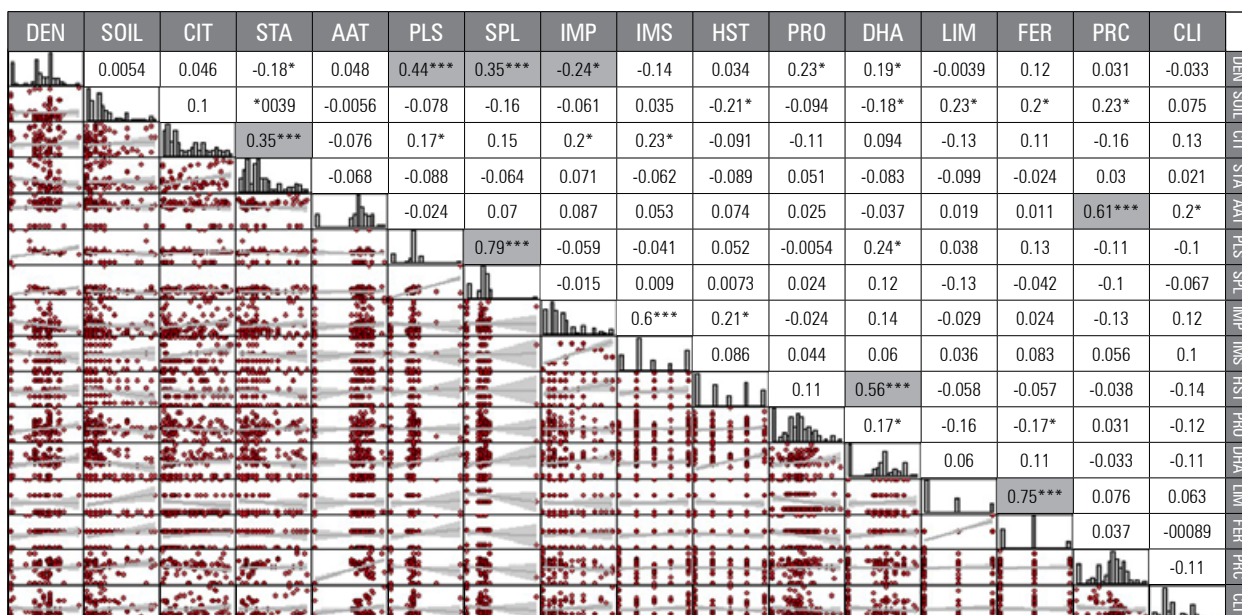 DEN SOIL CIT STA AAT PLS SPL IMP IMS HST PRO DHA LIM FER PRC CLI
0.0054 0.046 -0.18* 0.048 0.44*** 0.35*** -0.24* -0.14 0.034 0.23* 0.19* -0.0039 0.12 0.031 -0.033 DEN
0.1 *0039 -0.0056 -0.078 -0.16 -0.061 0.035 -0.21* -0.094 -0.18* 0.23* 0.2* 0.23* 0.075 SOIL
0.35*** -0.076 0.17* 0.15 0.2* 0.23* -0.091 -0.11 0.094 -0.13 0.11 -0.16 0.13 CIT
-0.068 -0.088 -0.064 0.071 -0.062 -0.089 0.051 -0.083 -0.099 -0.024 0.03 0.021 STA
-0.024 0.07 0.087 0.053 0.074 0.025 -0.037 0.019 0.011 0.61*** 0.2* AAT
0.79*** -0.059 -0.041 0.052 -0.0054 0.24* 0.038 0.13 -0.11 -0.1 PLS
-0.015 0.009 0.0073 0.024 0.12 -0.13 -0.042 -0.1 -0.067 SPL
0.6*** 0.21* -0.024 0.14 -0.029 0.024 -0.13 0.12 IMP
0.086 0.044 0.06 0.036 0.083 0.056 0.1 IMS
0.11 0.56*** -0.058 -0.057 -0.038 -0.14 HST
0.17* -0.16 -0.17* 0.031 -0.12 PRO
0.06 0.11 -0.033 -0.11 DHA
0.75*** 0.076 0.063 LIM
0.037 -00089 FER
-0.11 PRC
CLI